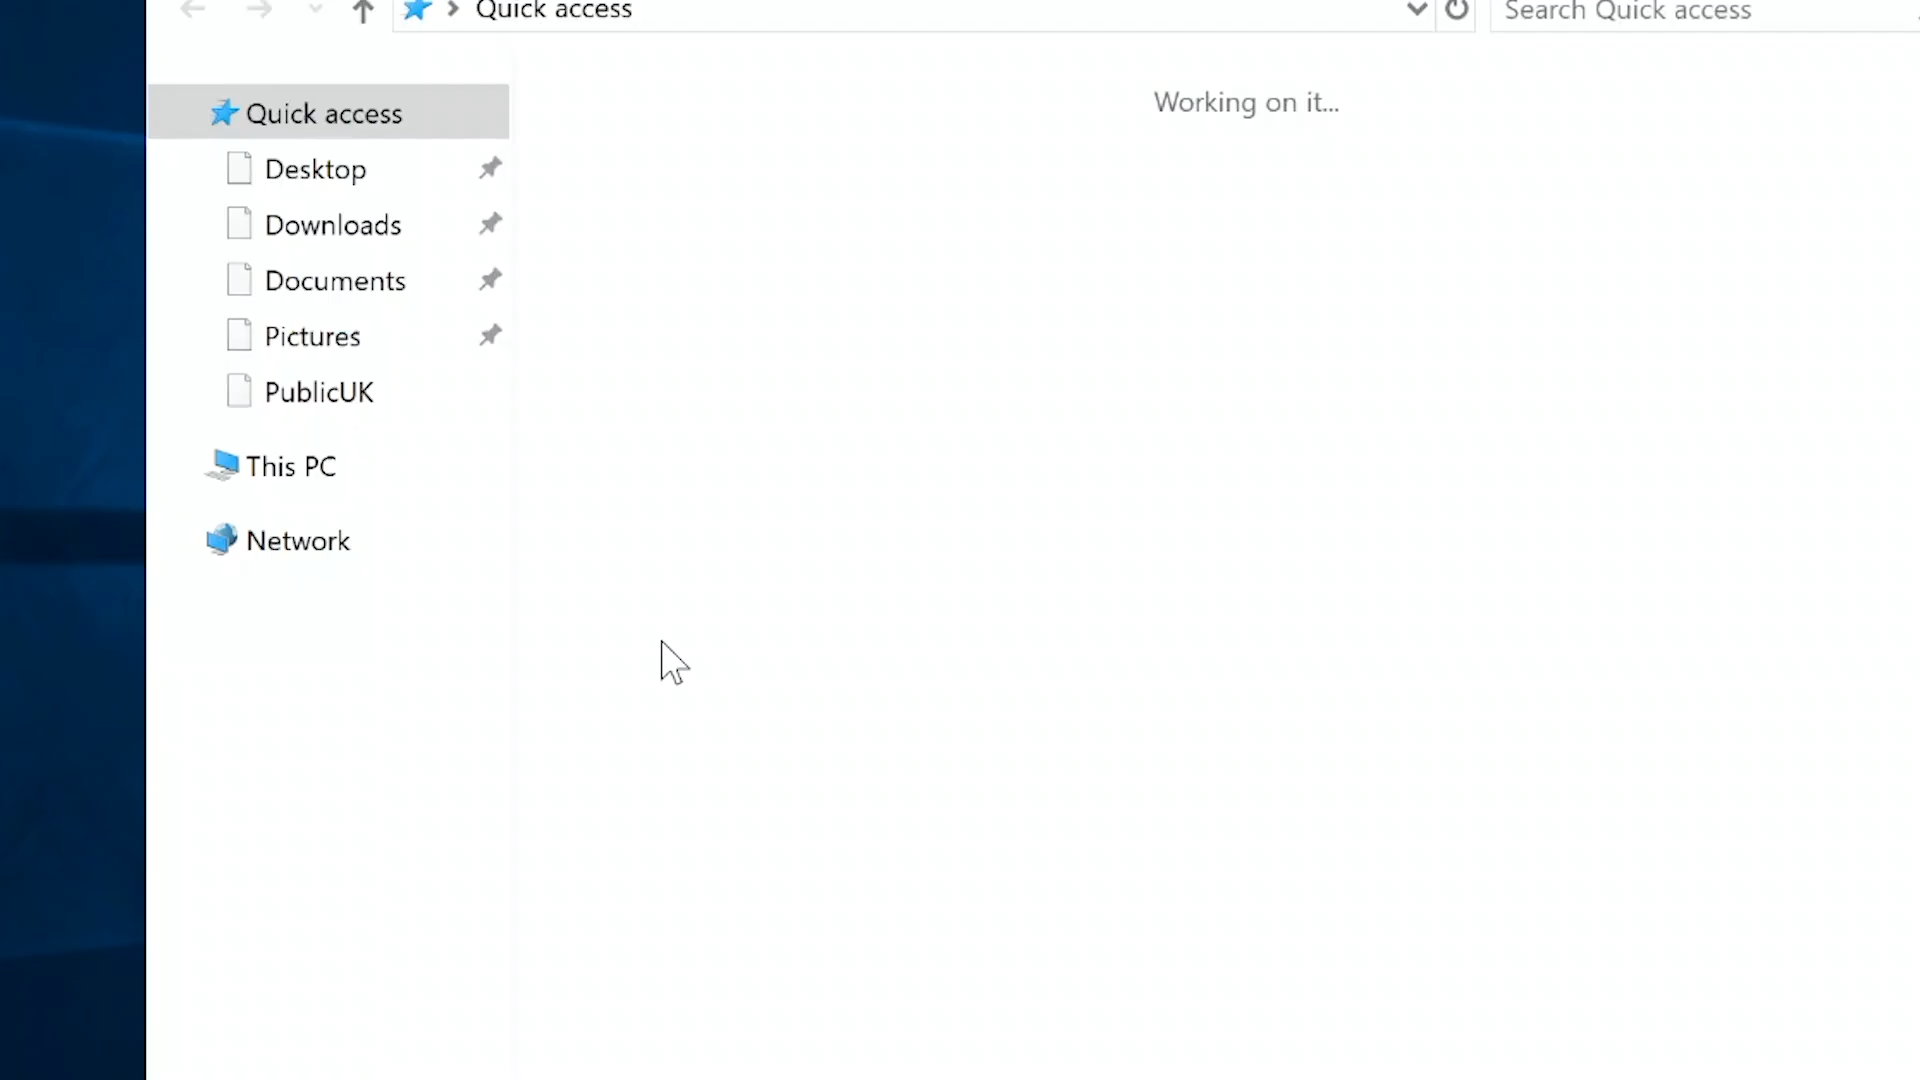 Quick access
Search Quick access
Quick access
Working on it...
Desktop
Downloads
Documents
Pictures
PublicUK
This PC
Network